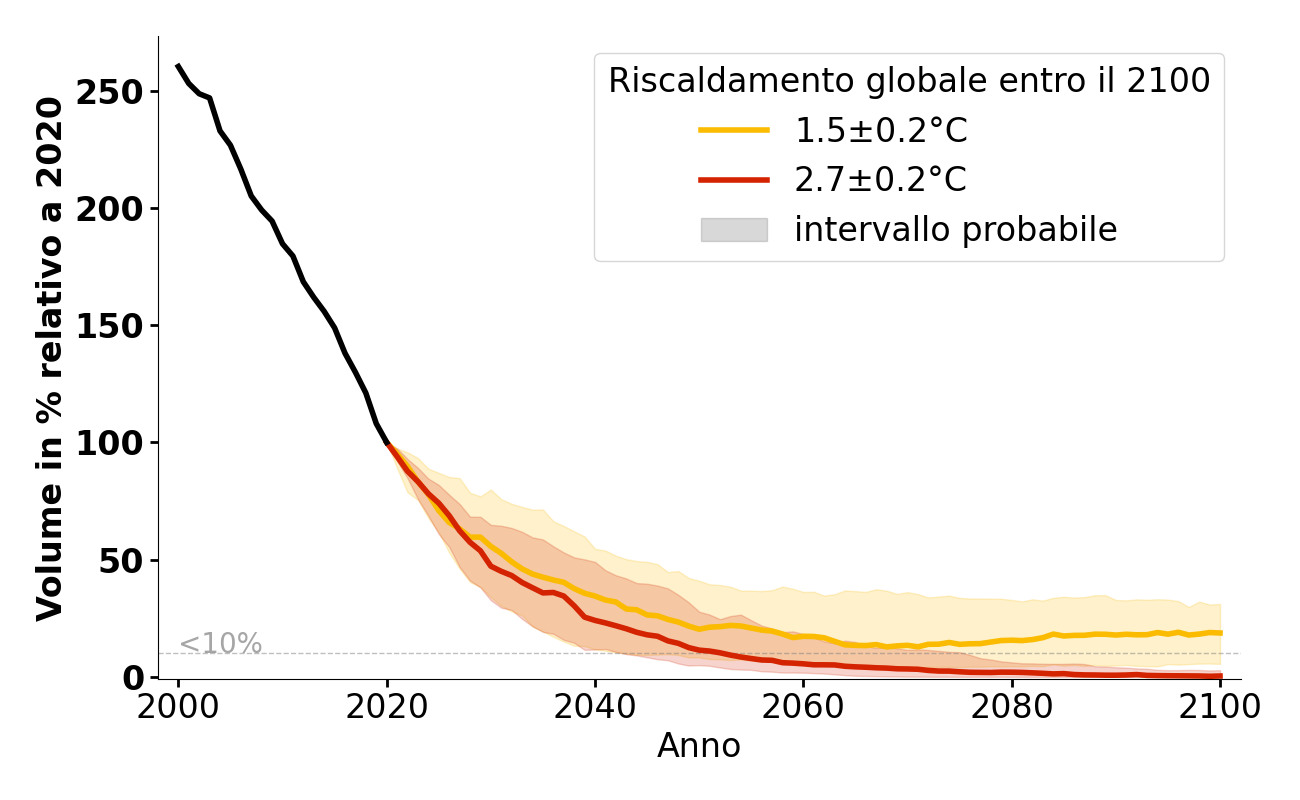 Riscaldamento globale entro il 2100
1.5±0.2°C
2.7±0.2°C
intervallo probabile
Volume in % relativo a 2020
250
200
150
100
50
0
<10%
2000 2020 2040 2060 2080 2100
Anno